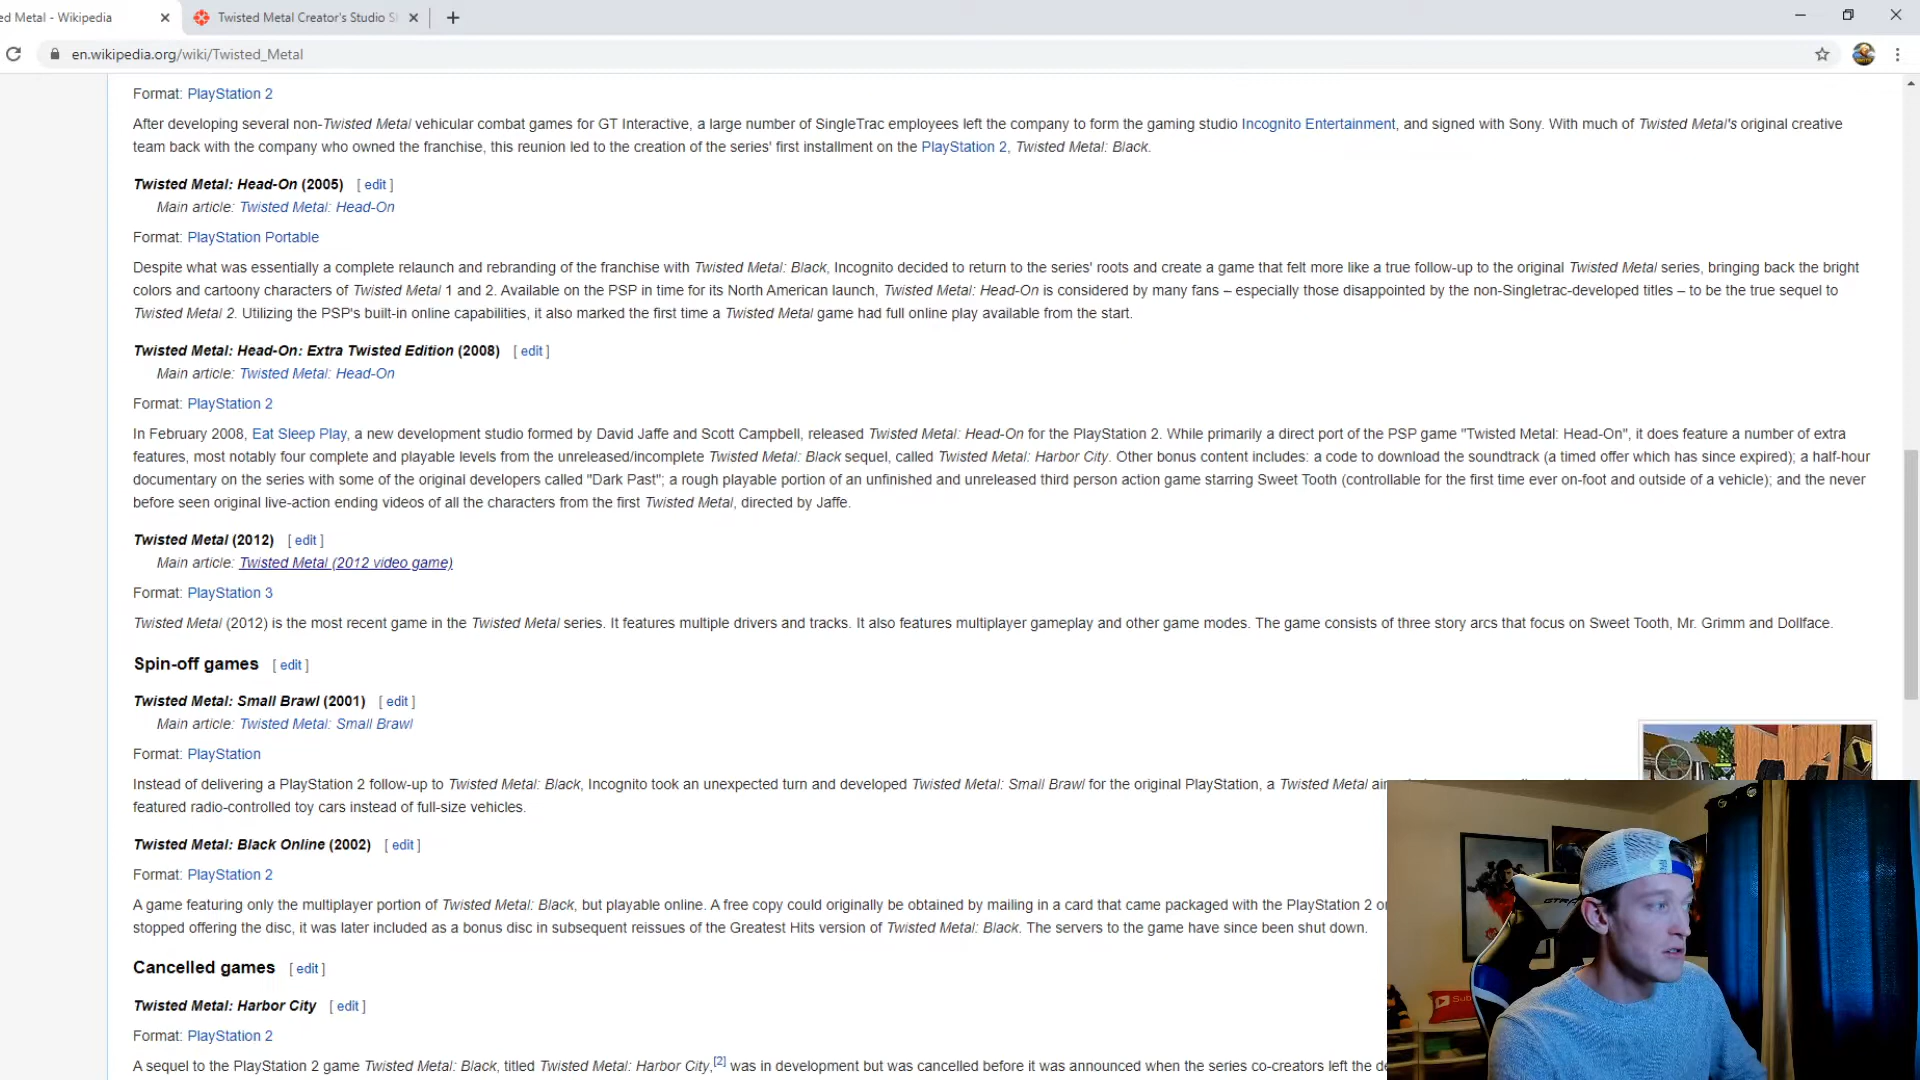 ed Metal - Wikipedia
Twisted Metal Creator's Studio S
en.wikipedia.org/wiki/Twisted_Metal
Format: PlayStation 2
After developing several non-Twisted Metal vehicular combat games for GT Interactive, a large number of SingleTrac employees left the company to form the gaming studio Incognito Entertainment, and signed with Sony. With much of Twisted Metal's original creative
team back with the company who owned the franchise, this reunion led to the creation of the series' first installment on the PlayStation 2, Twisted Metal: Black.
Twisted Metal: Head-On (2005) [ edit ]
Main article: Twisted Metal: Head-On
Format: PlayStation Portable
Despite what was essentially a complete relaunch and rebranding of the franchise with Twisted Metal: Black, Incognito decided to return to the series' roots and create a game that felt more like a true follow-up to the original Twisted Metal series, bringing back the bright
colors and cartoony characters of Twisted Metal 1 and 2. Available on the PSP in time for its North American launch, Twisted Metal: Head-On is considered by many fans – especially those disappointed by the non-Singletrac-developed titles – to be the true sequel to
Twisted Metal 2. Utilizing the PSP's built-in online capabilities, it also marked the first time a Twisted Metal game had full online play available from the start.
Twisted Metal: Head-On: Extra Twisted Edition (2008) [ edit ]
Main article: Twisted Metal: Head-On
Format: PlayStation 2
In February 2008, Eat Sleep Play, a new development studio formed by David Jaffe and Scott Campbell, released Twisted Metal: Head-On for the PlayStation 2. While primarily a direct port of the PSP game "Twisted Metal: Head-On", it does feature a number of extra
features, most notably four complete and playable levels from the unreleased/incomplete Twisted Metal: Black sequel, called Twisted Metal: Harbor City. Other bonus content includes: a code to download the soundtrack (a timed offer which has since expired); a half-hour
documentary on the series with some of the original developers called "Dark Past"; a rough playable portion of an unfinished and unreleased third person action game starring Sweet Tooth (controllable for the first time ever on-foot and outside of a vehicle); and the never
before seen original live-action ending videos of all the characters from the first Twisted Metal, directed by Jaffe.
Twisted Metal (2012) [ edit ]
Main article: Twisted Metal (2012 video game)
Format: PlayStation 3
Twisted Metal (2012) is the most recent game in the Twisted Metal series. It features multiple drivers and tracks. It also features multiplayer gameplay and other game modes. The game consists of three story arcs that focus on Sweet Tooth, Mr. Grimm and Dollface.
Spin-off games [ edit ]
Twisted Metal: Small Brawl (2001) [ edit ]
Main article: Twisted Metal: Small Brawl
Format: PlayStation
Instead of delivering a PlayStation 2 follow-up to Twisted Metal: Black, Incognito took an unexpected turn and developed Twisted Metal: Small Brawl for the original PlayStation, a Twisted Metal
featured radio-controlled toy cars instead of full-size vehicles.
Twisted Metal: Black Online (2002) [ edit ]
Format: PlayStation 2
A game featuring only the multiplayer portion of Twisted Metal: Black, but playable online. A free copy could originally be obtained by mailing in a card that came packaged with the PlayStation 2
stopped offering the disc, it was later included as a bonus disc in subsequent reissues of the Greatest Hits version of Twisted Metal: Black. The servers to the game have since been shut down.
Cancelled games [ edit ]
Twisted Metal: Harbor City [ edit ]
Format: PlayStation 2
A sequel to the PlayStation 2 game Twisted Metal: Black, titled Twisted Metal: Harbor City,[2] was in development but was cancelled before it was announced when the series co-creators left the